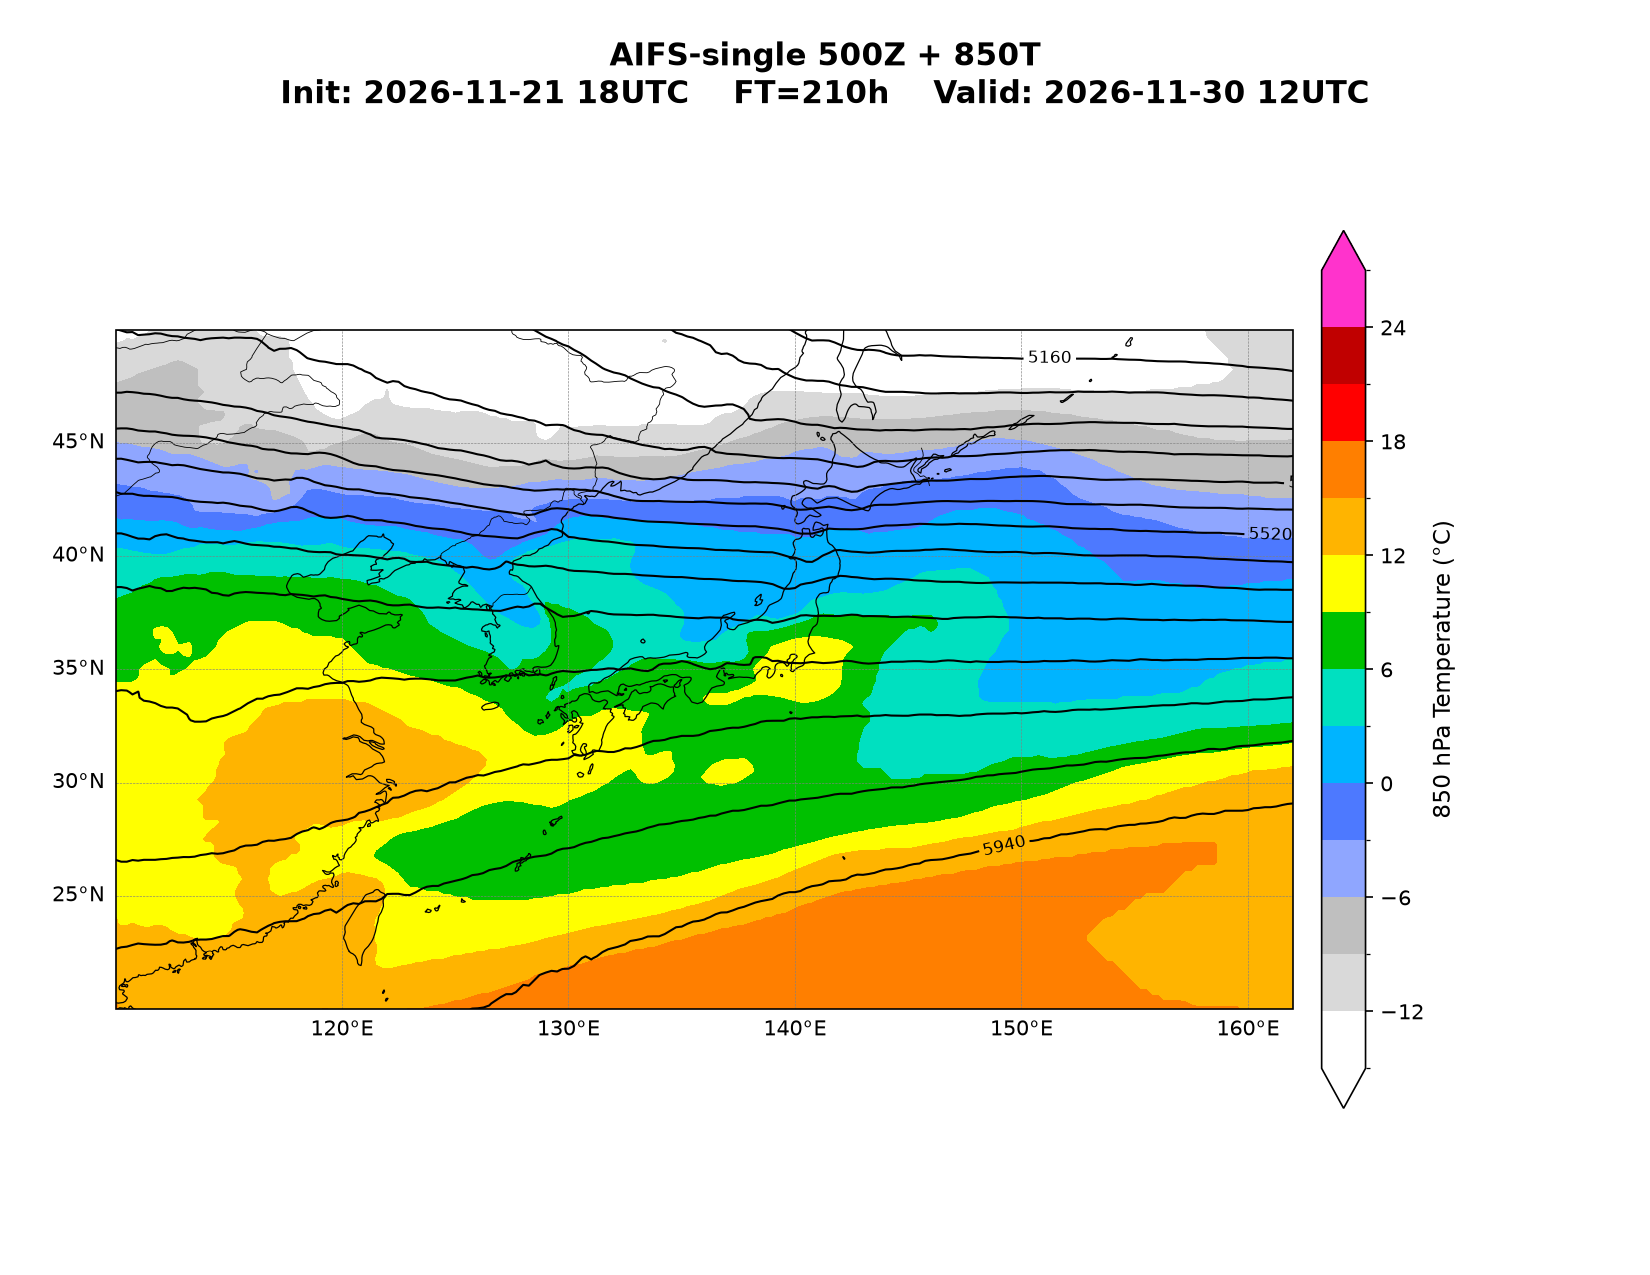 AIFS-single 500Z + 850T
Init: 2026-11-21 18UTC    FT=210h    Valid: 2026-11-30 12UTC
24
5160
45°N
18
5520
40°N
12
35°N
6
850 hPa Temperature (°C)
30°N
0
5940
25°N
−6
−12
120°E
130°E
140°E
150°E
160°E